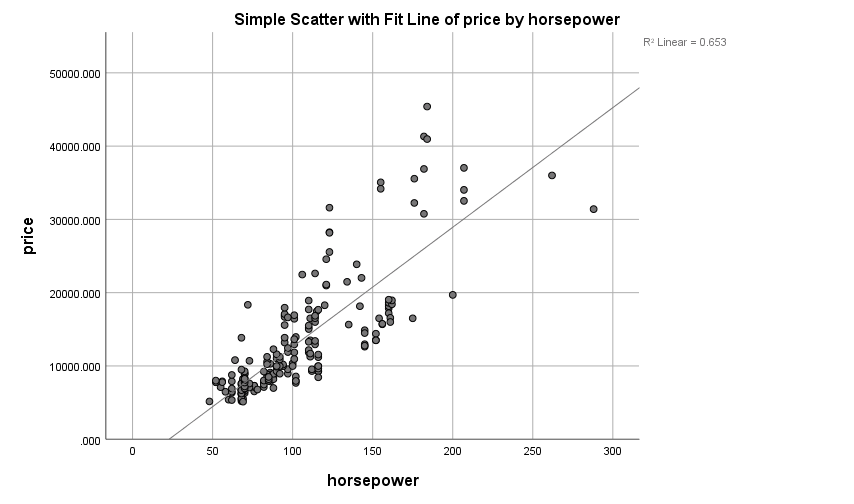 Simple Scatter with Fit Line of price by horsepower
R² Linear = 0.653
50000.000
40000.000
30000.000
20000.000
10000.000
.000
price
0 50 100 150 200 250 300
horsepower